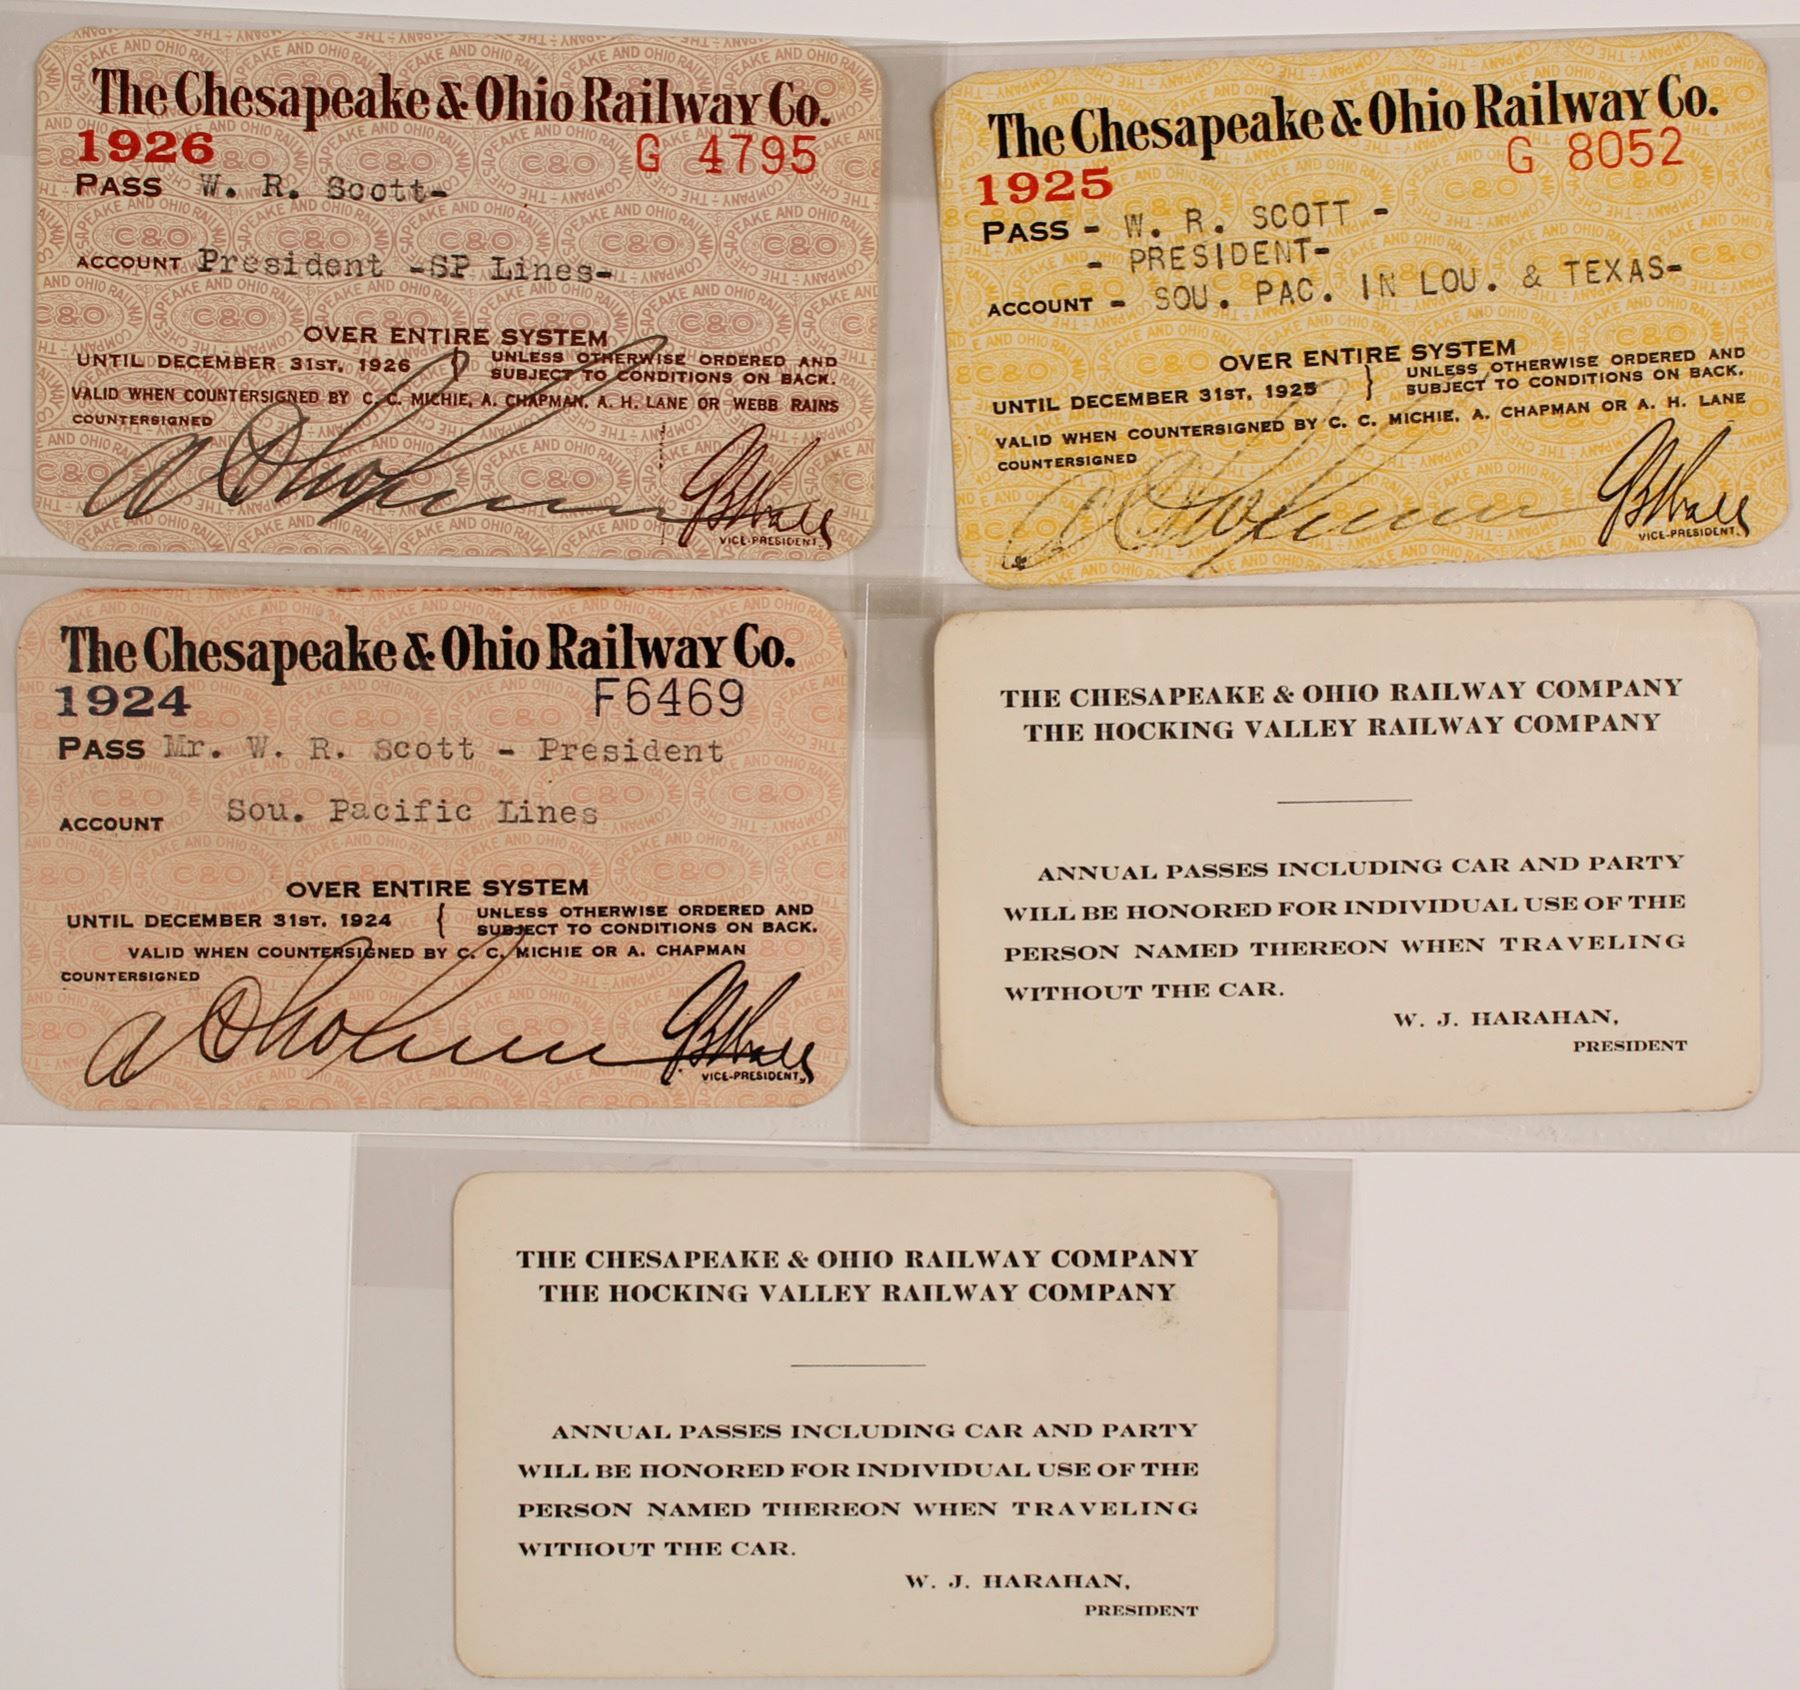 The Chesapeake & Ohio Railway Co.
1926 G 4795
PASS W. R. Scott-
ACCOUNT President -SP Lines-
OVER ENTIRE SYSTEM
UNTIL DECEMBER 31ST, 1926 } UNLESS OTHERWISE ORDERED AND
SUBJECT TO CONDITIONS ON BACK.
VALID WHEN COUNTERSIGNED BY C. C. MICHIE, A. CHAPMAN, A. H. LANE OR WEBB RAINS
COUNTERSIGNED
A Chapman
VICE-PRESIDENT.
The Chesapeake & Ohio Railway Co.
1925 G 8052
PASS - W. R. SCOTT -
- PRESIDENT-
ACCOUNT - SOU. PAC. IN LOU. & TEXAS-
OVER ENTIRE SYSTEM
UNTIL DECEMBER 31ST, 1925 } UNLESS OTHERWISE ORDERED AND
SUBJECT TO CONDITIONS ON BACK.
VALID WHEN COUNTERSIGNED BY C. C. MICHIE, A. CHAPMAN OR A. H. LANE
COUNTERSIGNED
A Chapman
VICE-PRESIDENT.
The Chesapeake & Ohio Railway Co.
1924 F6469
PASS Mr. W. R. Scott - President
ACCOUNT Sou. Pacific Lines
OVER ENTIRE SYSTEM
UNTIL DECEMBER 31ST, 1924 { UNLESS OTHERWISE ORDERED AND
SUBJECT TO CONDITIONS ON BACK.
VALID WHEN COUNTERSIGNED BY C. C. MICHIE OR A. CHAPMAN
COUNTERSIGNED
A Chapman
VICE-PRESIDENT.
THE CHESAPEAKE & OHIO RAILWAY COMPANY
THE HOCKING VALLEY RAILWAY COMPANY
ANNUAL PASSES INCLUDING CAR AND PARTY
WILL BE HONORED FOR INDIVIDUAL USE OF THE
PERSON NAMED THEREON WHEN TRAVELING
WITHOUT THE CAR.
W. J. HARAHAN,
PRESIDENT
THE CHESAPEAKE & OHIO RAILWAY COMPANY
THE HOCKING VALLEY RAILWAY COMPANY
ANNUAL PASSES INCLUDING CAR AND PARTY
WILL BE HONORED FOR INDIVIDUAL USE OF THE
PERSON NAMED THEREON WHEN TRAVELING
WITHOUT THE CAR.
W. J. HARAHAN,
PRESIDENT